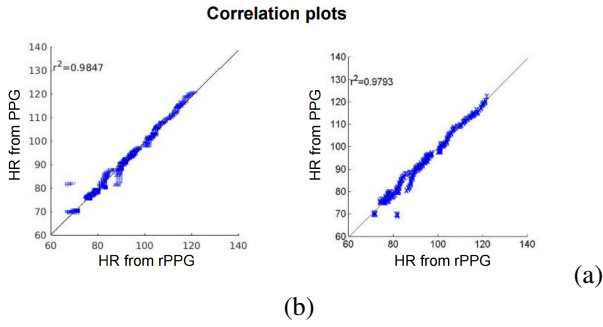 Correlation plots
HR from PPG
140
130
120
110
100
90
80
70
60
r²=0.9847
60 80 100 120 140
HR from rPPG
HR from PPG
140
130
120
110
100
90
80
70
60
r²=0.9793
60 80 100 120 140
HR from rPPG
(a)
(b)